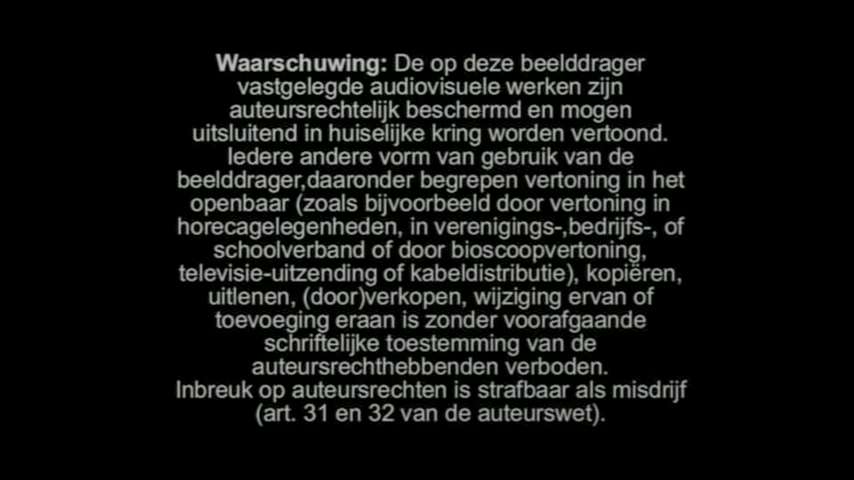 Waarschuwing: De op deze beelddrager
vastgelegde audiovisuele werken zijn
auteursrechtelijk beschermd en mogen
uitsluitend in huiselijke kring worden vertoond.
Iedere andere vorm van gebruik van de
beelddrager,daaronder begrepen vertoning in het
openbaar (zoals bijvoorbeeld door vertoning in
horecagelegenheden, in verenigings-,bedrijfs-, of
schoolverband of door bioscoopvertoning,
televisie-uitzending of kabeldistributie), kopiëren,
uitlenen, (door)verkopen, wijziging ervan of
toevoeging eraan is zonder voorafgaande
schriftelijke toestemming van de
auteursrechthebbenden verboden.
Inbreuk op auteursrechten is strafbaar als misdrijf
(art. 31 en 32 van de auteurswet).